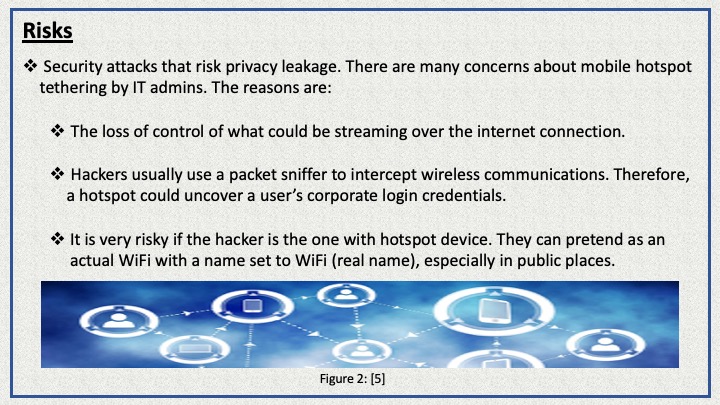 Risks
❖ Security attacks that risk privacy leakage. There are many concerns about mobile hotspot
tethering by IT admins. The reasons are:
❖ The loss of control of what could be streaming over the internet connection.
❖ Hackers usually use a packet sniffer to intercept wireless communications. Therefore,
a hotspot could uncover a user’s corporate login credentials.
❖ It is very risky if the hacker is the one with hotspot device. They can pretend as an
actual WiFi with a name set to WiFi (real name), especially in public places.
Figure 2: [5]